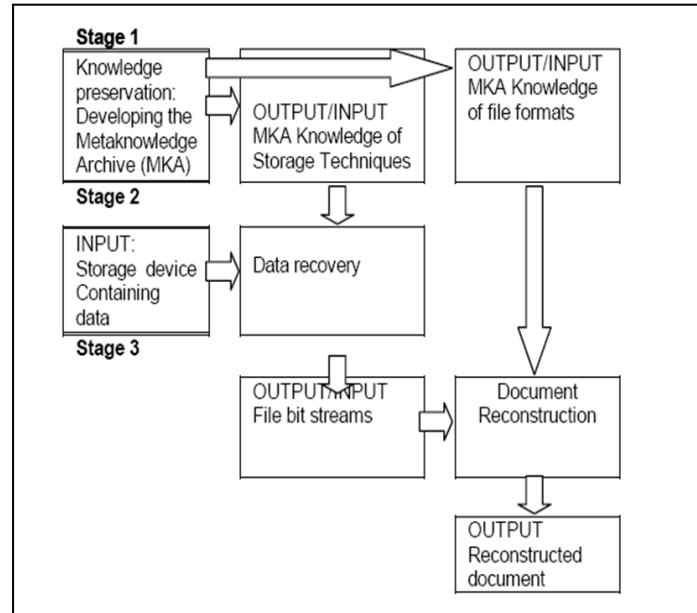 Stage 1
Knowledge
preservation:
Developing the
Metaknowledge
Archive (MKA)
OUTPUT/INPUT
MKA Knowledge of
Storage Techniques
OUTPUT/INPUT
MKA Knowledge
of file formats
Stage 2
INPUT:
Storage device
Containing
data
Data recovery
Stage 3
OUTPUT/INPUT
File bit streams
Document
Reconstruction
OUTPUT
Reconstructed
document